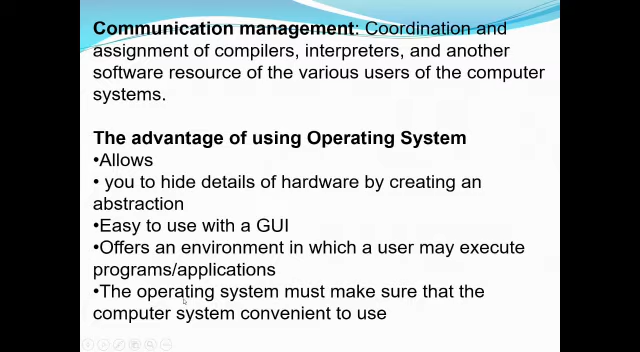 Communication management: Coordination and
assignment of compilers, interpreters, and another
software resource of the various users of the computer
systems.
The advantage of using Operating System
•Allows
• you to hide details of hardware by creating an
abstraction
•Easy to use with a GUI
•Offers an environment in which a user may execute
programs/applications
•The operating system must make sure that the
computer system convenient to use